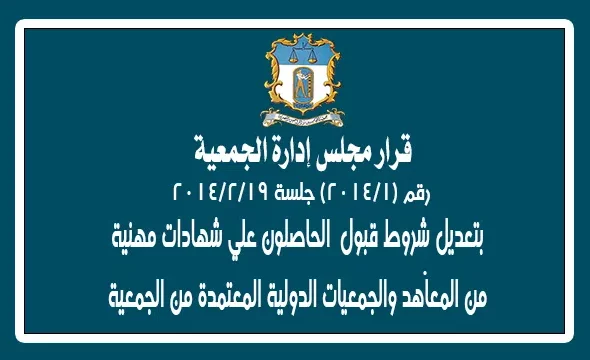 قرار مجلس إدارة الجمعية
رقم (٢٠١٤/١) جلسة ٢٠١٤/٢/١٩
بتعديل شروط قبول الحاصلون علي شهادات مهنية
من المعأهد والجمعيات الدولية المعتمدة من الجمعية